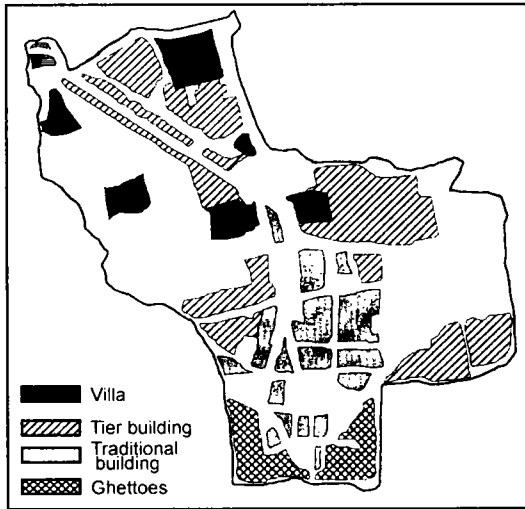 Villa
Tier building
Traditional
building
Ghettoes